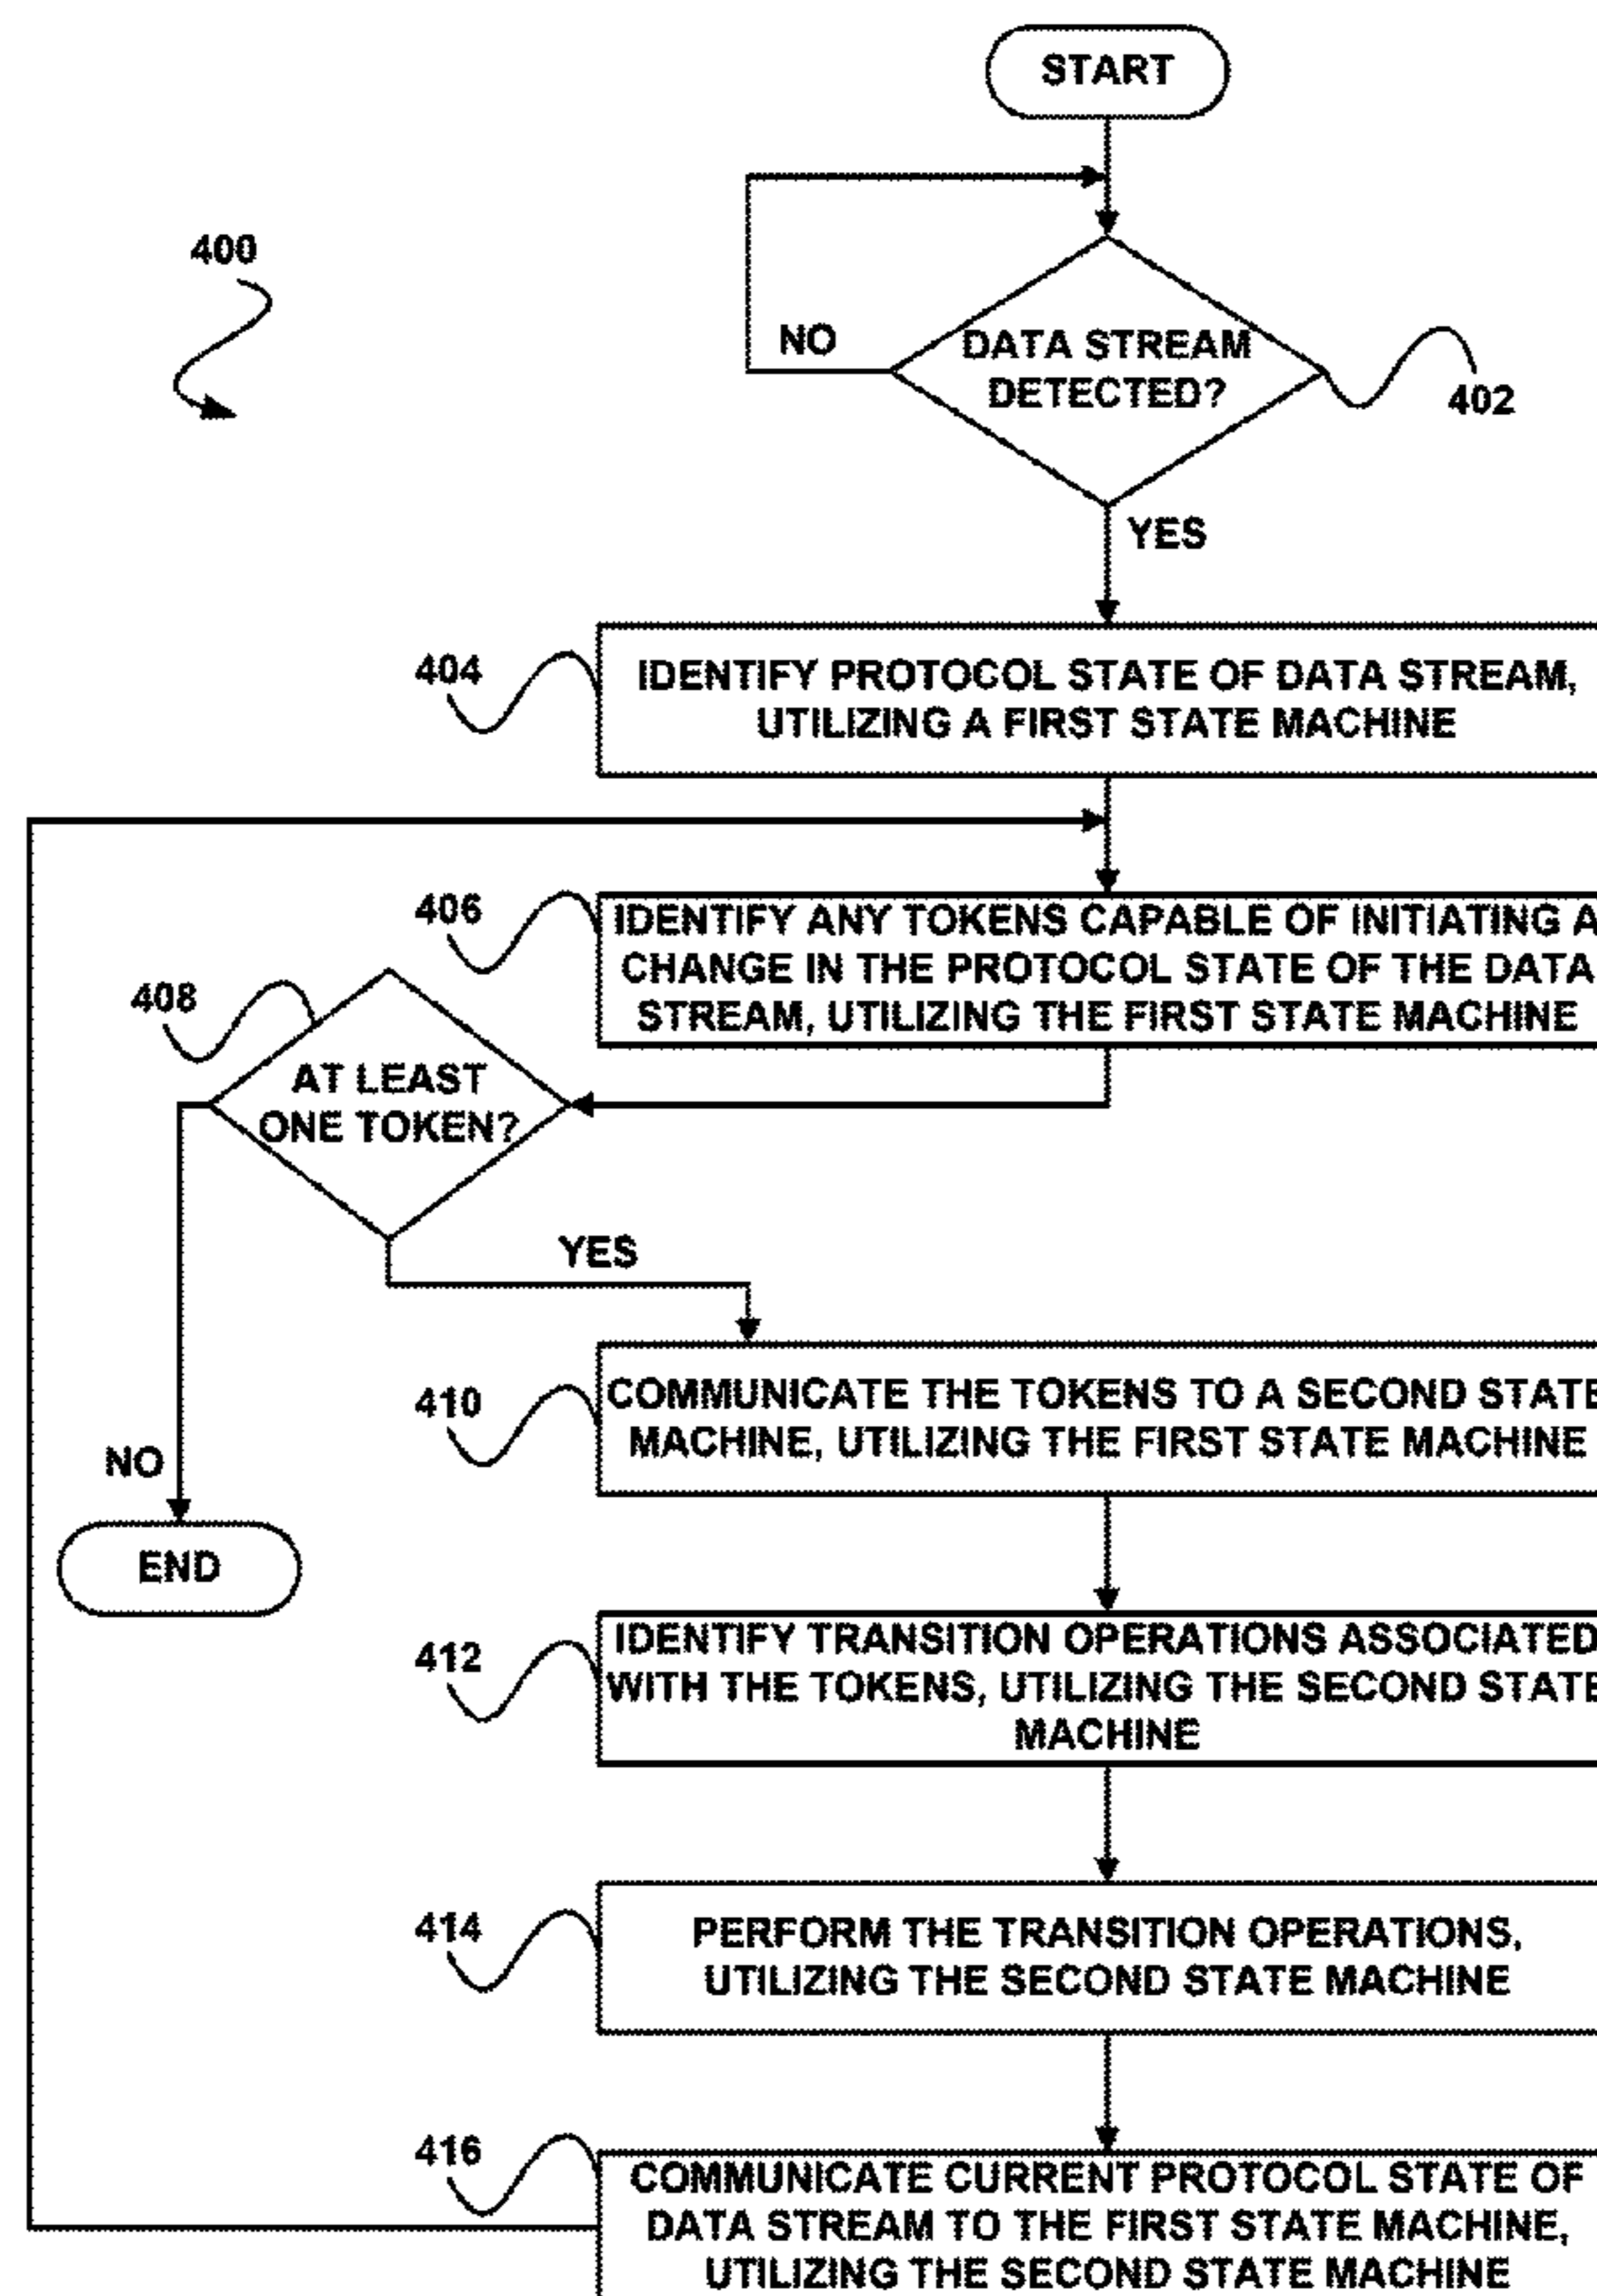 START
400
NO
DATA STREAM
DETECTED?
402
YES
404
IDENTIFY PROTOCOL STATE OF DATA STREAM,
UTILIZING A FIRST STATE MACHINE
406
IDENTIFY ANY TOKENS CAPABLE OF INITIATING A
CHANGE IN THE PROTOCOL STATE OF THE DATA
STREAM, UTILIZING THE FIRST STATE MACHINE
408
AT LEAST
ONE TOKEN?
YES
410
COMMUNICATE THE TOKENS TO A SECOND STATE
MACHINE, UTILIZING THE FIRST STATE MACHINE
NO
END
412
IDENTIFY TRANSITION OPERATIONS ASSOCIATED
WITH THE TOKENS, UTILIZING THE SECOND STATE
MACHINE
414
PERFORM THE TRANSITION OPERATIONS,
UTILIZING THE SECOND STATE MACHINE
416
COMMUNICATE CURRENT PROTOCOL STATE OF
DATA STREAM TO THE FIRST STATE MACHINE,
UTILIZING THE SECOND STATE MACHINE